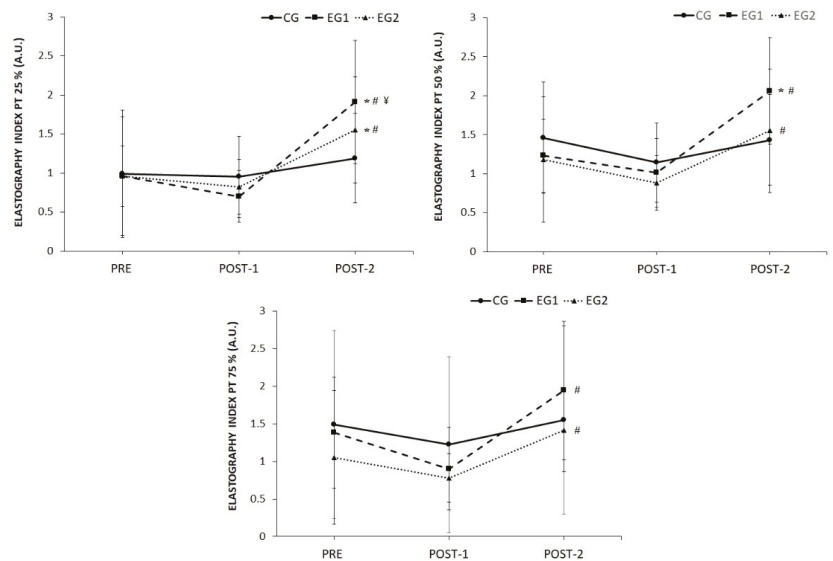 CG EG1 EG2
ELASTOGRAPHY INDEX PT 25 % (A.U.)
3
2.5
2
1.5
1
0.5
0
* # ¥
* #
PRE POST-1 POST-2
CG EG1 EG2
ELASTOGRAPHY INDEX PT 50 % (A.U.)
3
2.5
2
1.5
1
0.5
0
* #
#
PRE POST-1 POST-2
CG EG1 EG2
ELASTOGRAPHY INDEX PT 75 % (A.U.)
3
2.5
2
1.5
1
0.5
0
#
#
PRE POST-1 POST-2